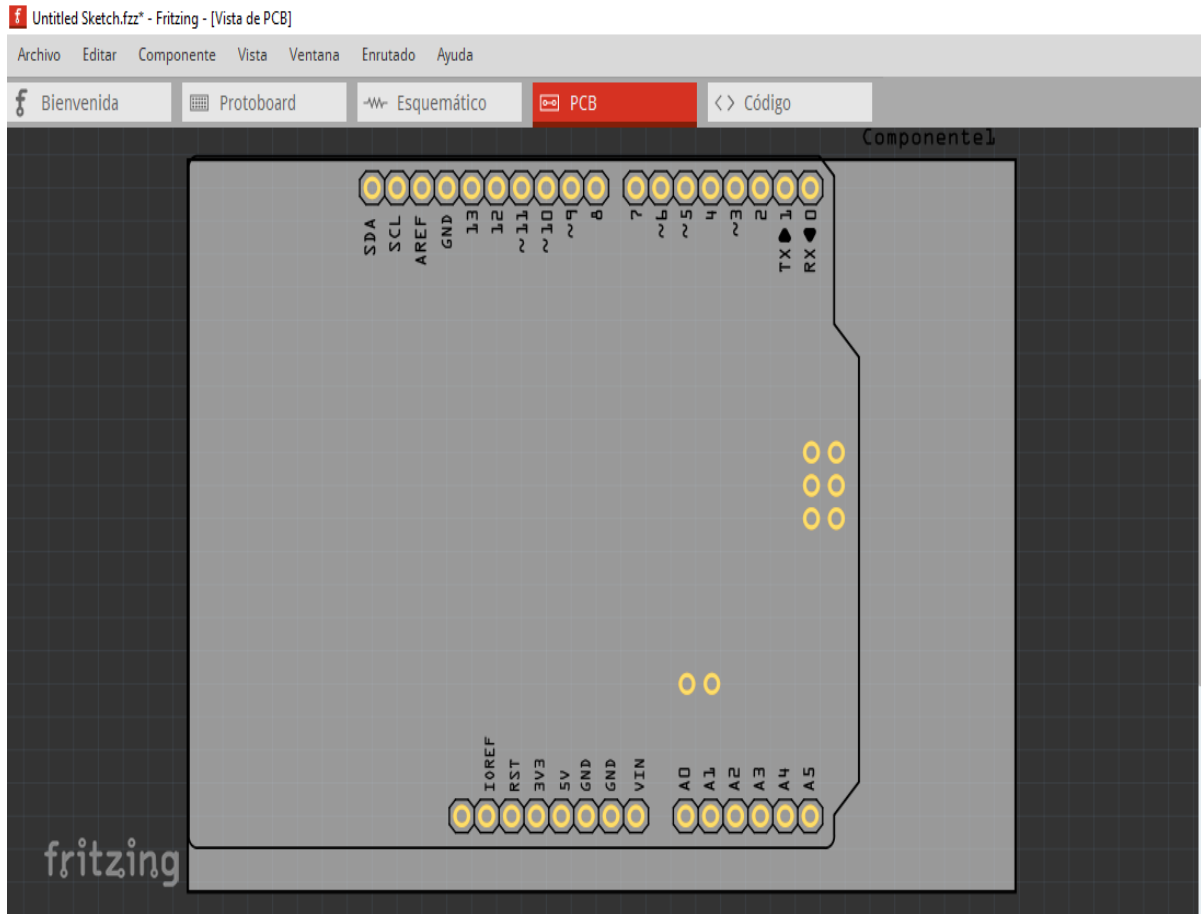 Untitled Sketch.fzz* - Fritzing - [Vista de PCB]
Archivo Editar Componente Vista Ventana Enrutado Ayuda
Bienvenida Protoboard Esquemático PCB <> Código
Componente1
SDA SCL AREF GND 13 12 ~11 ~10 ~9 8 7 ~6 ~5 4 ~3 2 TX 1 RX 0
IOREF RST 3V3 5V GND GND VIN A0 A1 A2 A3 A4 A5
fritzing